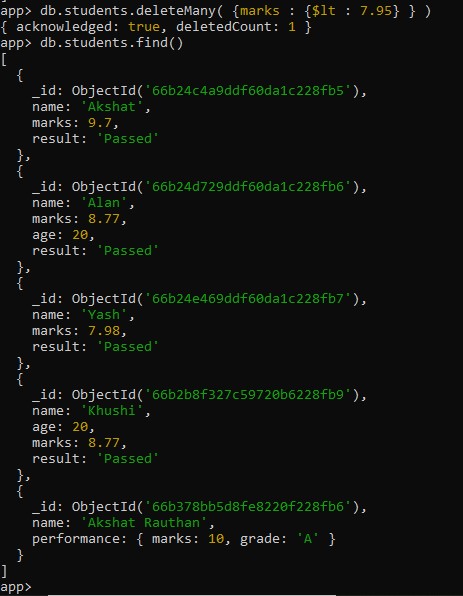 app> db.students.deleteMany( {marks : {$lt : 7.95} } )
{ acknowledged: true, deletedCount: 1 }
app> db.students.find()
[
  {
    _id: ObjectId('66b24c4a9ddf60da1c228fb5'),
    name: 'Akshat',
    marks: 9.7,
    result: 'Passed'
  },
  {
    _id: ObjectId('66b24d729ddf60da1c228fb6'),
    name: 'Alan',
    marks: 8.77,
    age: 20,
    result: 'Passed'
  },
  {
    _id: ObjectId('66b24e469ddf60da1c228fb7'),
    name: 'Yash',
    marks: 7.98,
    result: 'Passed'
  },
  {
    _id: ObjectId('66b2b8f327c59720b6228fb9'),
    name: 'Khushi',
    age: 20,
    marks: 8.77,
    result: 'Passed'
  },
  {
    _id: ObjectId('66b378bb5d8fe8220f228fb6'),
    name: 'Akshat Rauthan',
    performance: { marks: 10, grade: 'A' }
  }
]
app>